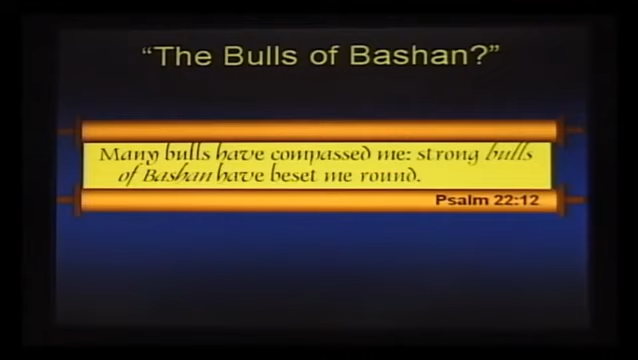 “The Bulls of Bashan?”
Many bulls have compassed me: strong bulls
of Bashan have beset me round.
Psalm 22:12